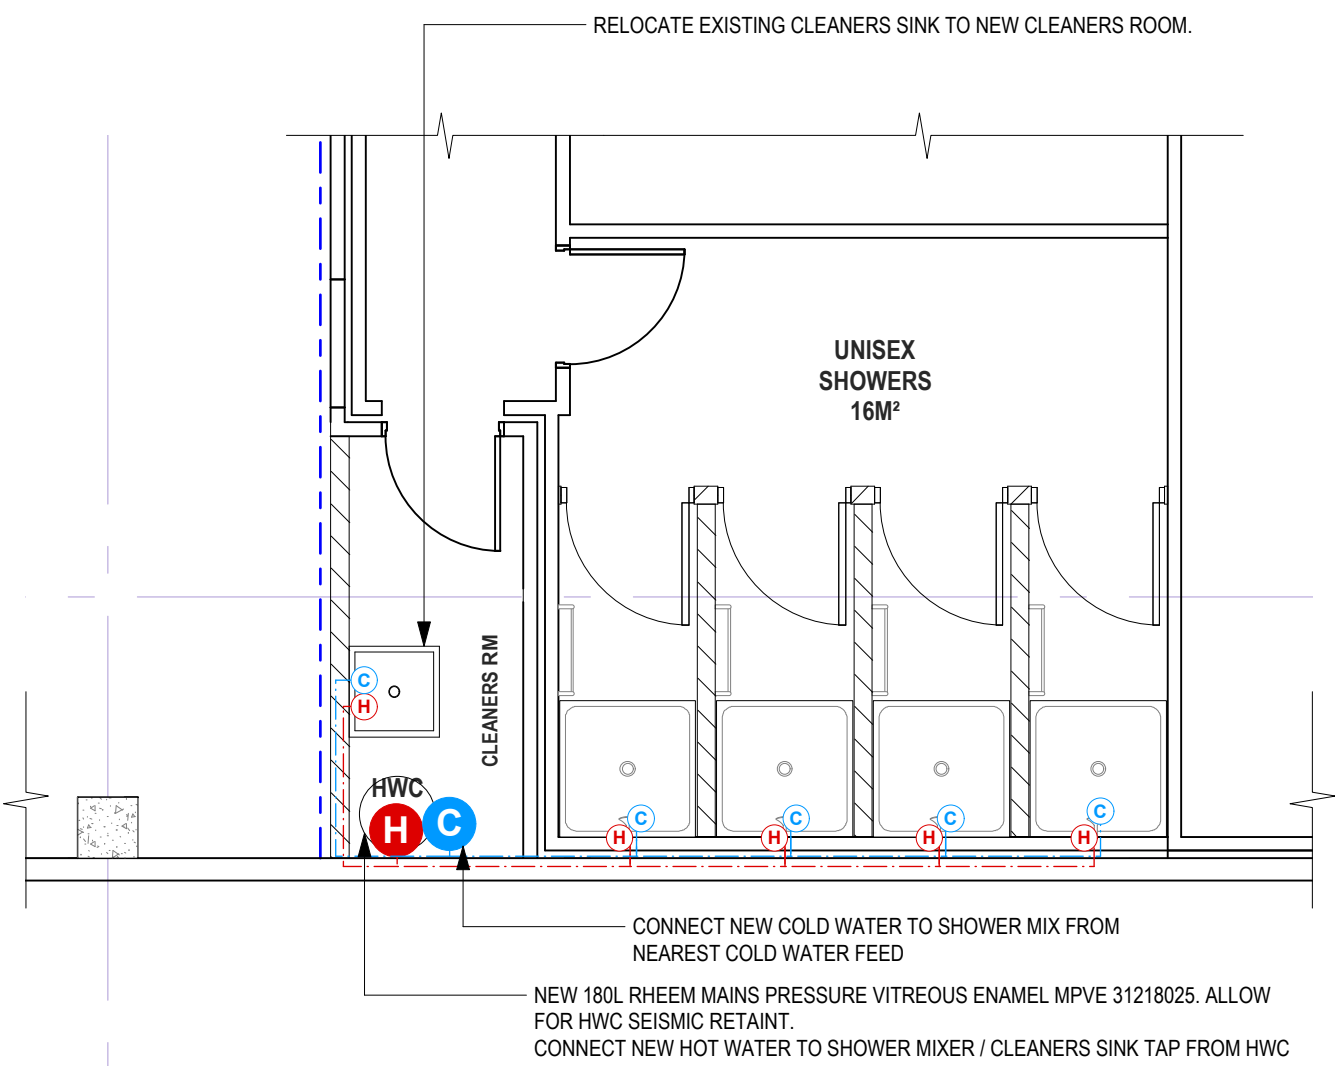 RELOCATE EXISTING CLEANERS SINK TO NEW CLEANERS ROOM.
UNISEX
SHOWERS
16M²
CLEANERS RM
C
H
HWC
H
C
H
C
H
C
H
C
H
C
CONNECT NEW COLD WATER TO SHOWER MIX FROM
NEAREST COLD WATER FEED
NEW 180L RHEEM MAINS PRESSURE VITREOUS ENAMEL MPVE 31218025. ALLOW
FOR HWC SEISMIC RETAINT.
CONNECT NEW HOT WATER TO SHOWER MIXER / CLEANERS SINK TAP FROM HWC